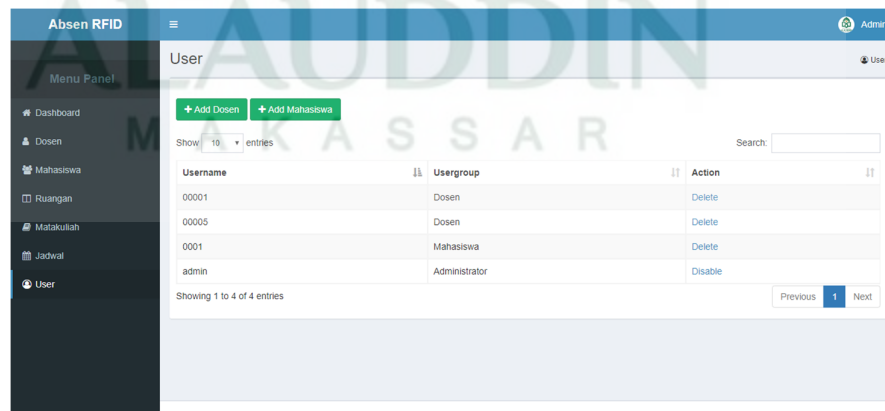 Absen RFID
Admin
User
User
Menu Panel
Dashboard
Dosen
Mahasiswa
Ruangan
Matakuliah
Jadwal
User
+ Add Dosen
+ Add Mahasiswa
Show 10 entries
Search:
Username Usergroup Action
00001 Dosen Delete
00005 Dosen Delete
0001 Mahasiswa Delete
admin Administrator Disable
Showing 1 to 4 of 4 entries
Previous 1 Next
ALAUDDIN
MAKASSAR